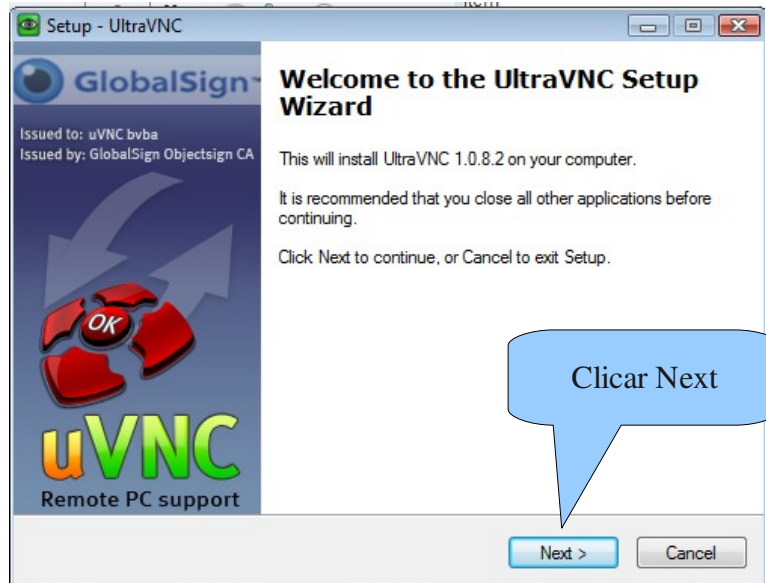 Setup - UltraVNC
GlobalSign
Issued to: uVNC bvba
Issued by: GlobalSign Objectsign CA
OK
uVNC
Remote PC support
Welcome to the UltraVNC Setup
Wizard
This will install UltraVNC 1.0.8.2 on your computer.
It is recommended that you close all other applications before
continuing.
Click Next to continue, or Cancel to exit Setup.
Clicar Next
Next >
Cancel